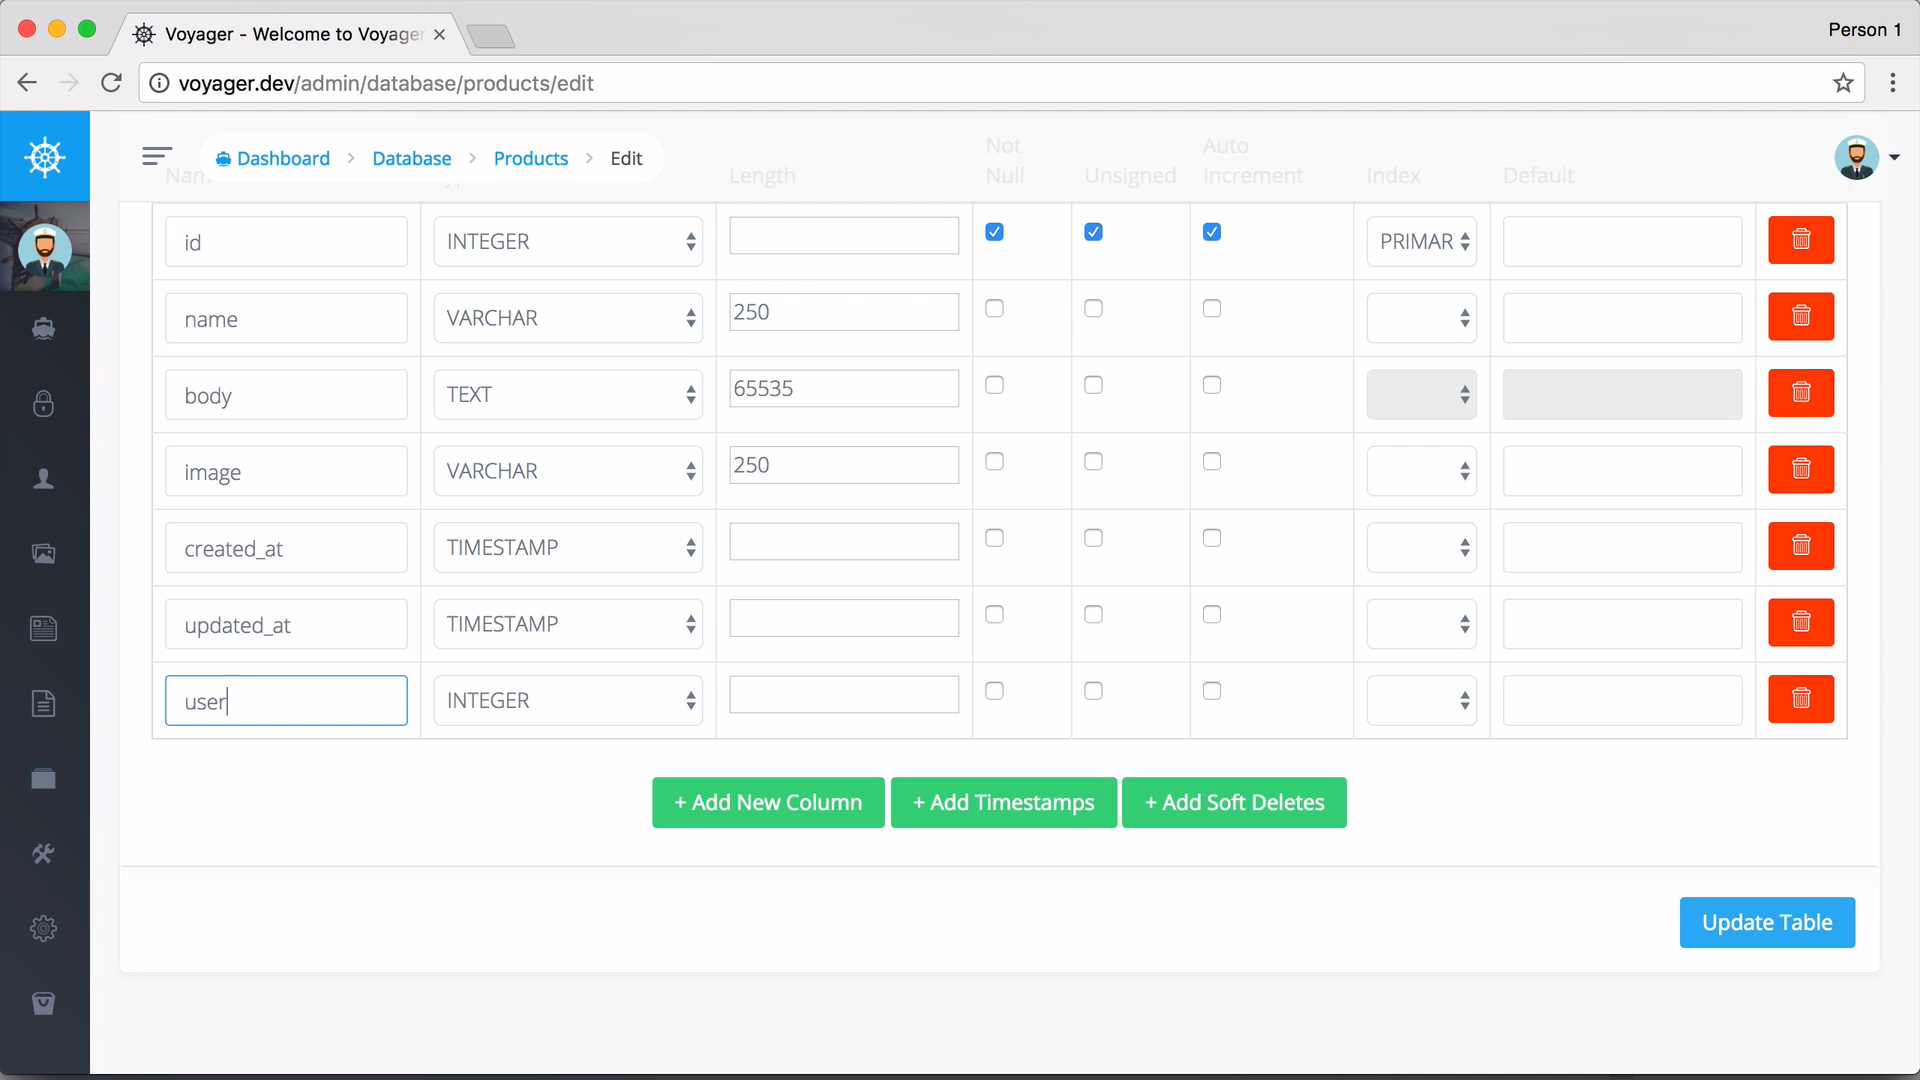 Voyager - Welcome to Voyager
Person 1
voyager.dev/admin/database/products/edit
Dashboard > Database > Products > Edit
Length Not Null Unsigned Auto Increment Index Default
id INTEGER PRIMAR
name VARCHAR 250
body TEXT 65535
image VARCHAR 250
created_at TIMESTAMP
updated_at TIMESTAMP
user INTEGER
+ Add New Column + Add Timestamps + Add Soft Deletes
Update Table